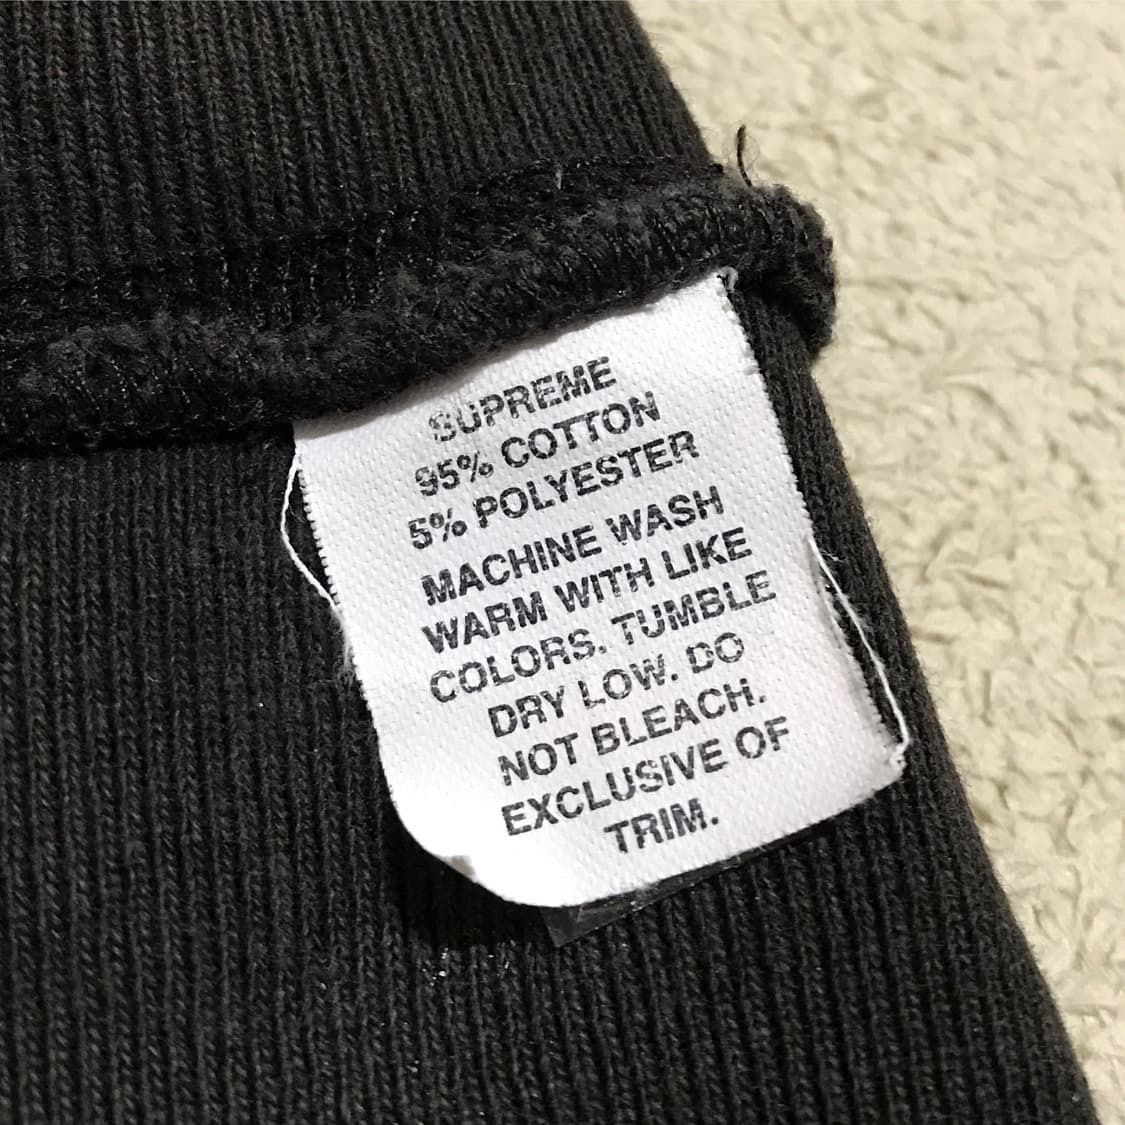 SUPREME
95% COTTON
5% POLYESTER
MACHINE WASH
WARM WITH LIKE
COLORS. TUMBLE
DRY LOW. DO
NOT BLEACH.
EXCLUSIVE OF
TRIM.